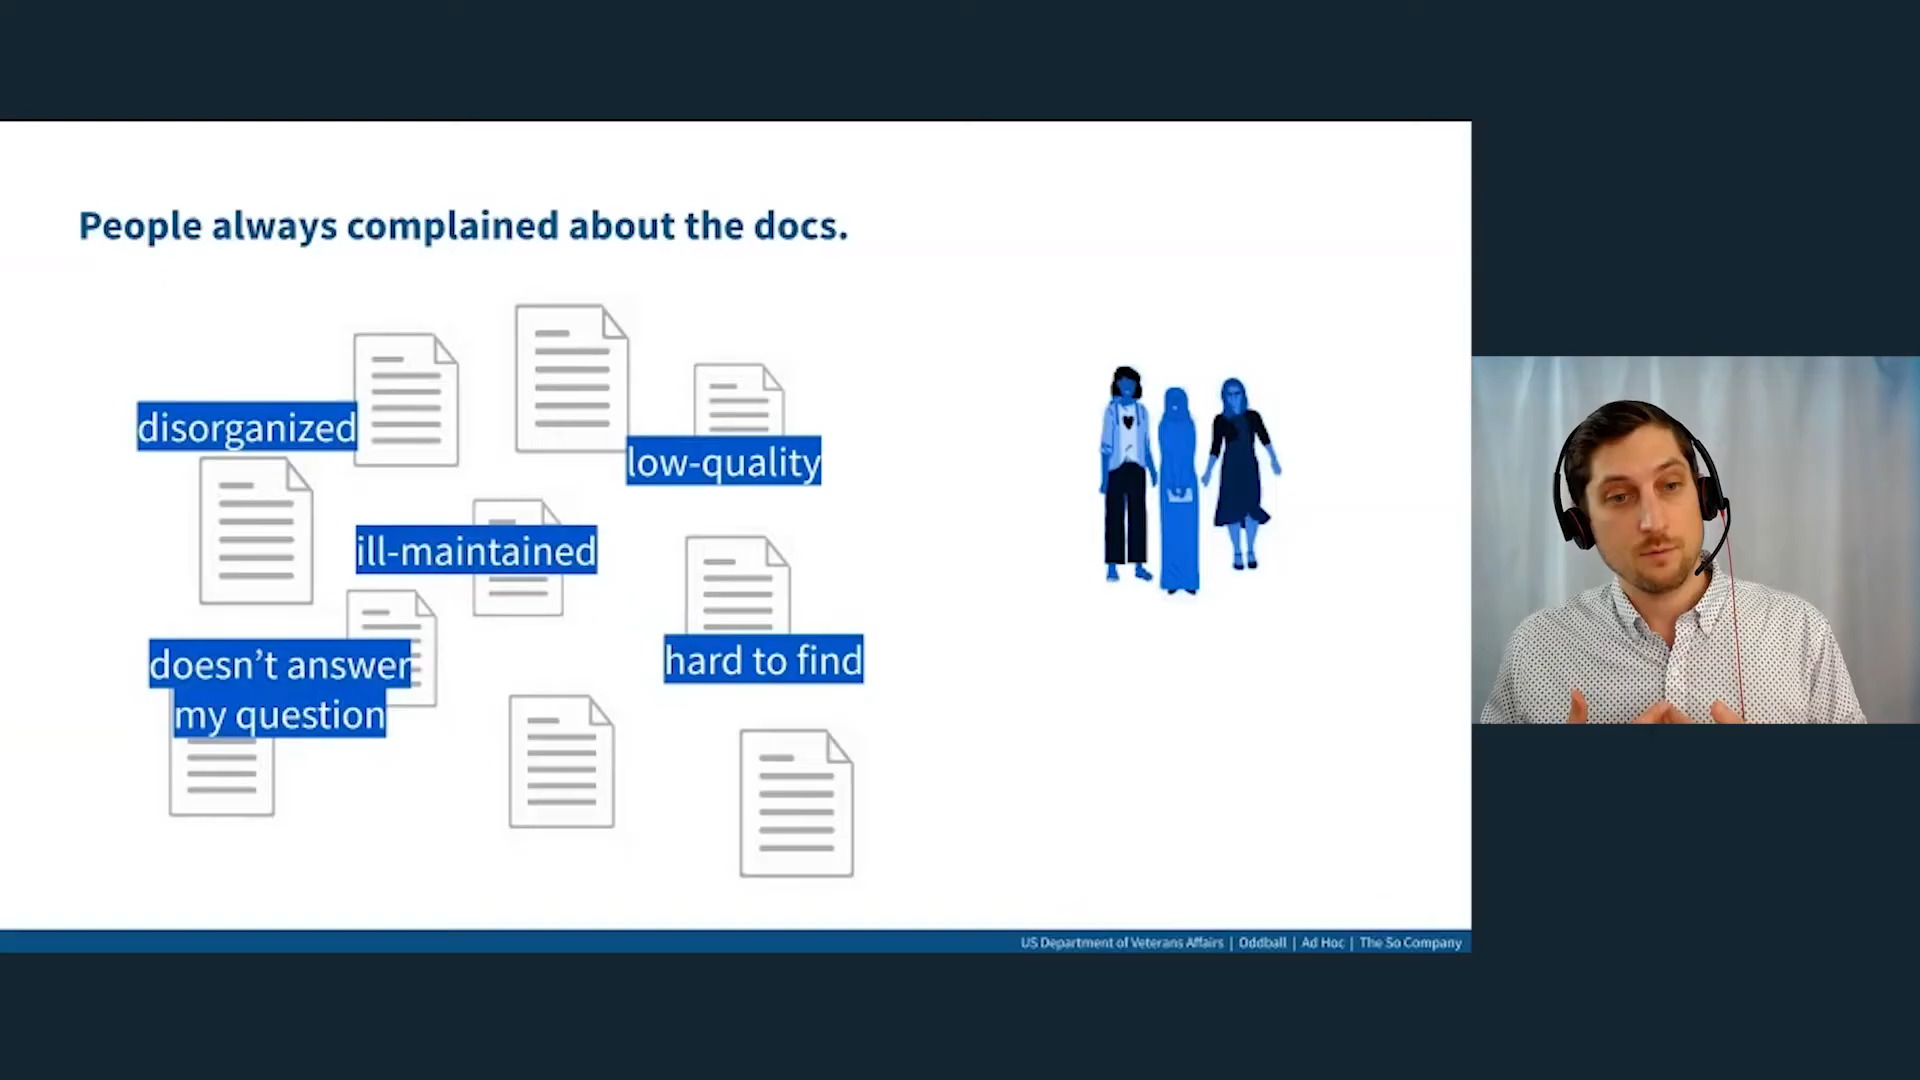 People always complained about the docs.
disorganized
low-quality
ill-maintained
doesn’t answer
my question
hard to find
US Department of Veterans Affairs | Oddball | Ad Hoc | The So Company